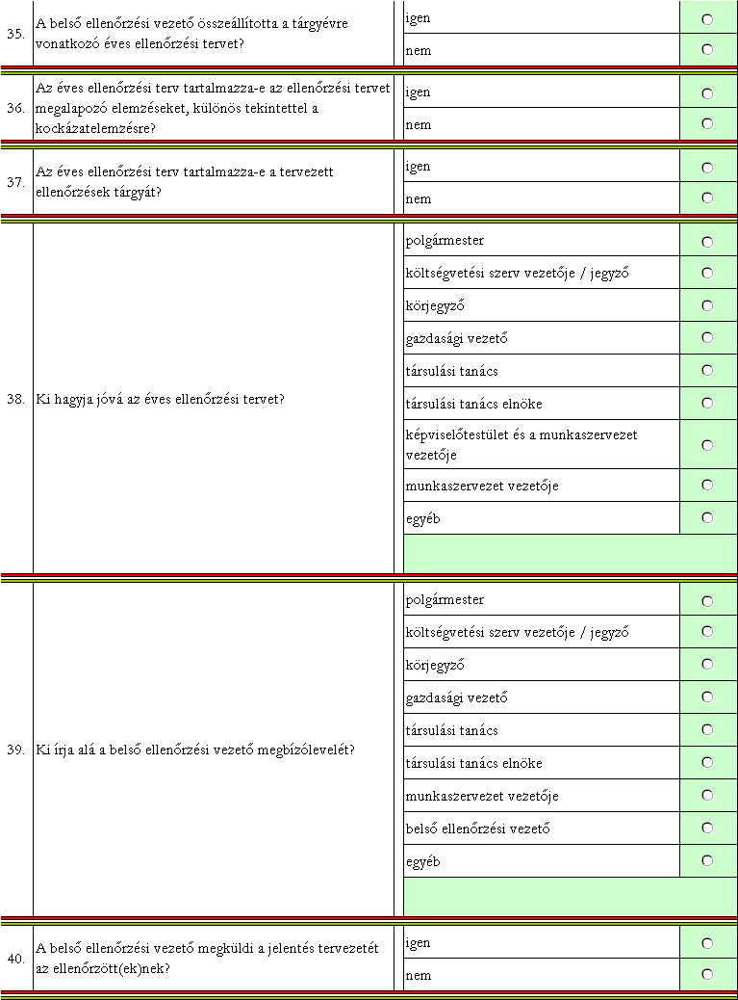 35.
A belső ellenőrzési vezető összeállította a tárgyévre
vonatkozó éves ellenőrzési tervet?
igen
nem
36.
Az éves ellenőrzési terv tartalmazza-e az ellenőrzési tervet
megalapozó elemzéseket, különös tekintettel a
kockázatelemzésre?
igen
nem
37.
Az éves ellenőrzési terv tartalmazza-e a tervezett
ellenőrzések tárgyát?
igen
nem
38.
Ki hagyja jóvá az éves ellenőrzési tervet?
polgármester
költségvetési szerv vezetője / jegyző
körjegyző
gazdasági vezető
társulási tanács
társulási tanács elnöke
képviselőtestület és a munkaszervezet
vezetője
munkaszervezet vezetője
egyéb
39.
Ki írja alá a belső ellenőrzési vezető megbízólevelét?
polgármester
költségvetési szerv vezetője / jegyző
körjegyző
gazdasági vezető
társulási tanács
társulási tanács elnöke
munkaszervezet vezetője
belső ellenőrzési vezető
egyéb
40.
A belső ellenőrzési vezető megküldi a jelentés tervezetét
az ellenőrzött(ek)nek?
igen
nem